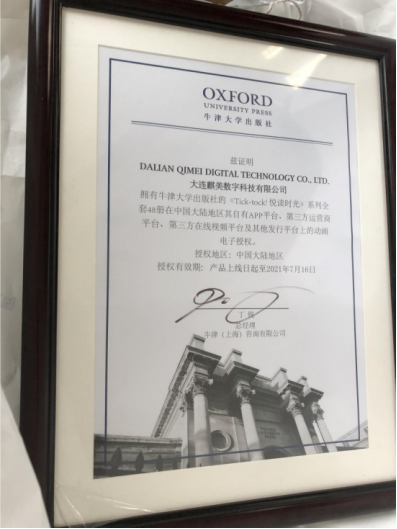 OXFORD
UNIVERSITY PRESS
牛津大学出版社
兹证明
DALIAN QIMEI DIGITAL TECHNOLOGY CO., LTD.
大连麒美数字科技有限公司
拥有牛津大学出版社的《Tick-tock! 悦读时光》系列全
套48册在中国大陆地区其自有APP平台、第三方运营商
平台、第三方在线视频平台及其他发行平台上的动画
电子授权。
授权地区：中国大陆地区
授权有效期：产品上线日起至2021年7月16日
丁
总经理
牛津（上海）咨询有限公司